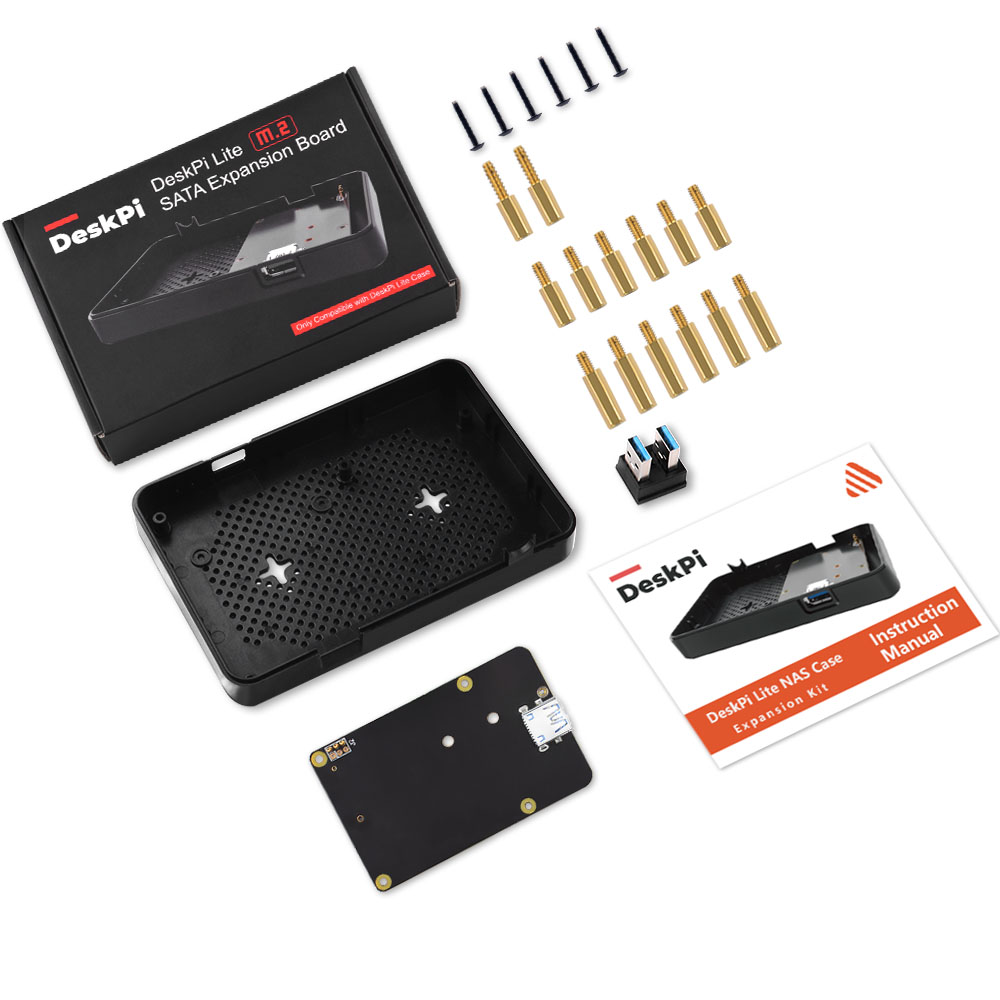 DeskPi Lite M.2
SATA Expansion Board
DeskPi
Only Compatible with DeskPi Lite Case
DeskPi
DeskPi Lite NAS Case
Expansion Kit
Instruction
Manual